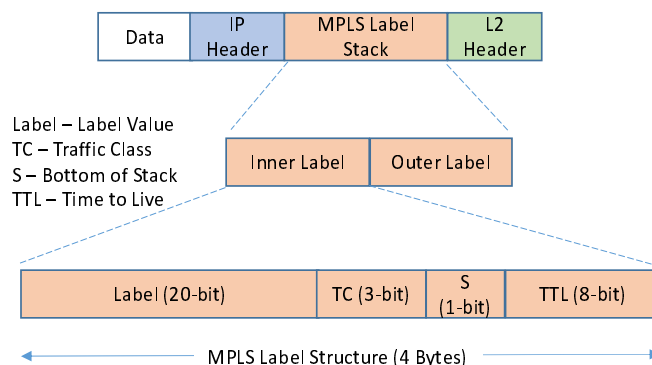 Data
IP
Header
MPLS Label
Stack
L2
Header
Label – Label Value
TC – Traffic Class
S – Bottom of Stack
TTL – Time to Live
Inner Label
Outer Label
Label (20-bit)
TC (3-bit)
S
(1-bit)
TTL (8-bit)
MPLS Label Structure (4 Bytes)